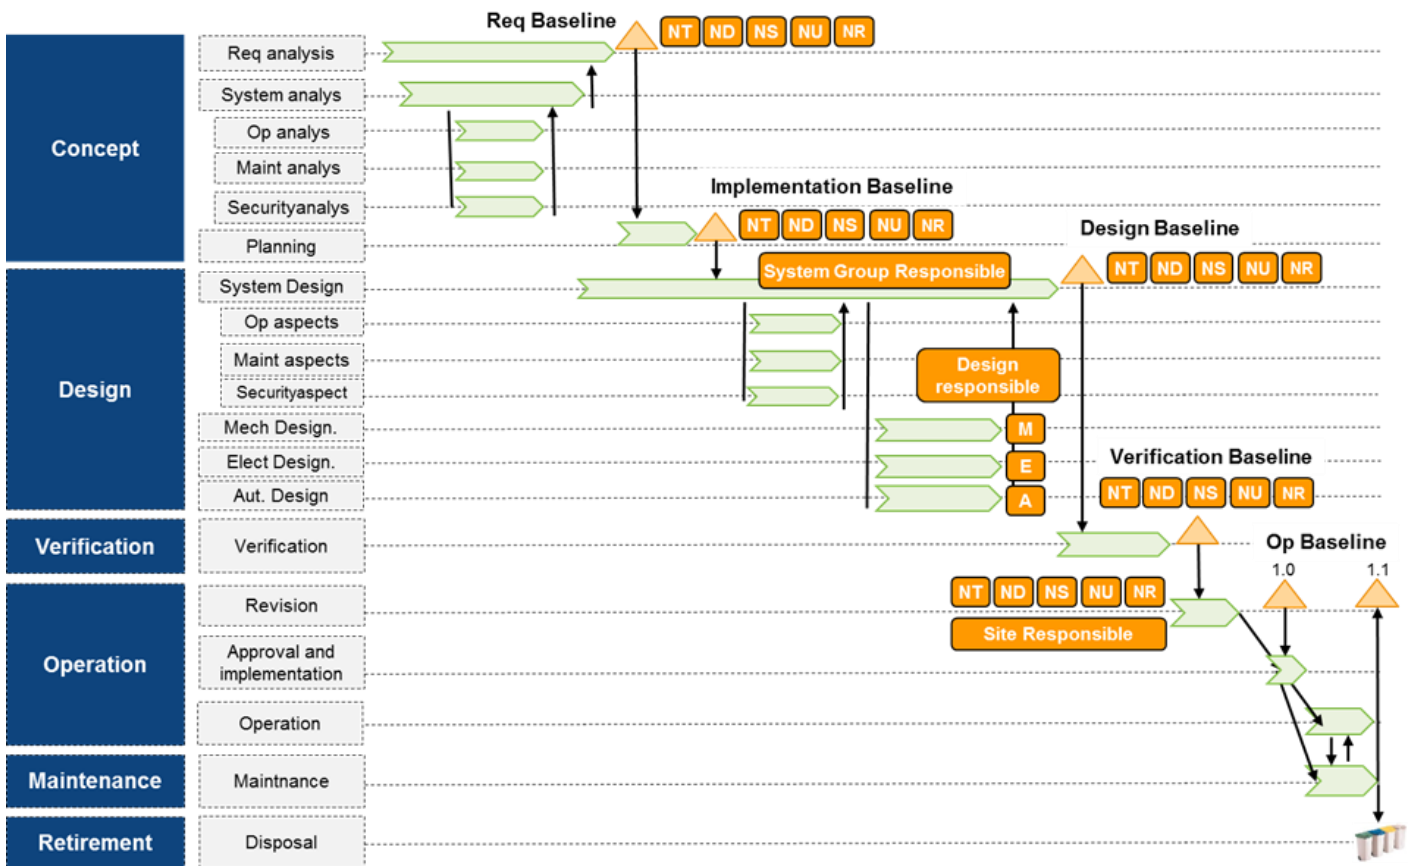 Req Baseline
NT ND NS NU NR
Concept
Req analysis
System analys
Op analys
Maint analys
Securityanalys
Planning
Implementation Baseline
NT ND NS NU NR
Design Baseline
NT ND NS NU NR
Design
System Design
System Group Responsible
Op aspects
Maint aspects
Securityaspect
Design
responsible
Mech Design.
M
Elect Design.
E
Aut. Design
A
Verification Baseline
NT ND NS NU NR
Verification
Verification
Op Baseline
1.0
1.1
Operation
Revision
NT ND NS NU NR
Site Responsible
Approval and
implementation
Operation
Maintenance
Maintnance
Retirement
Disposal